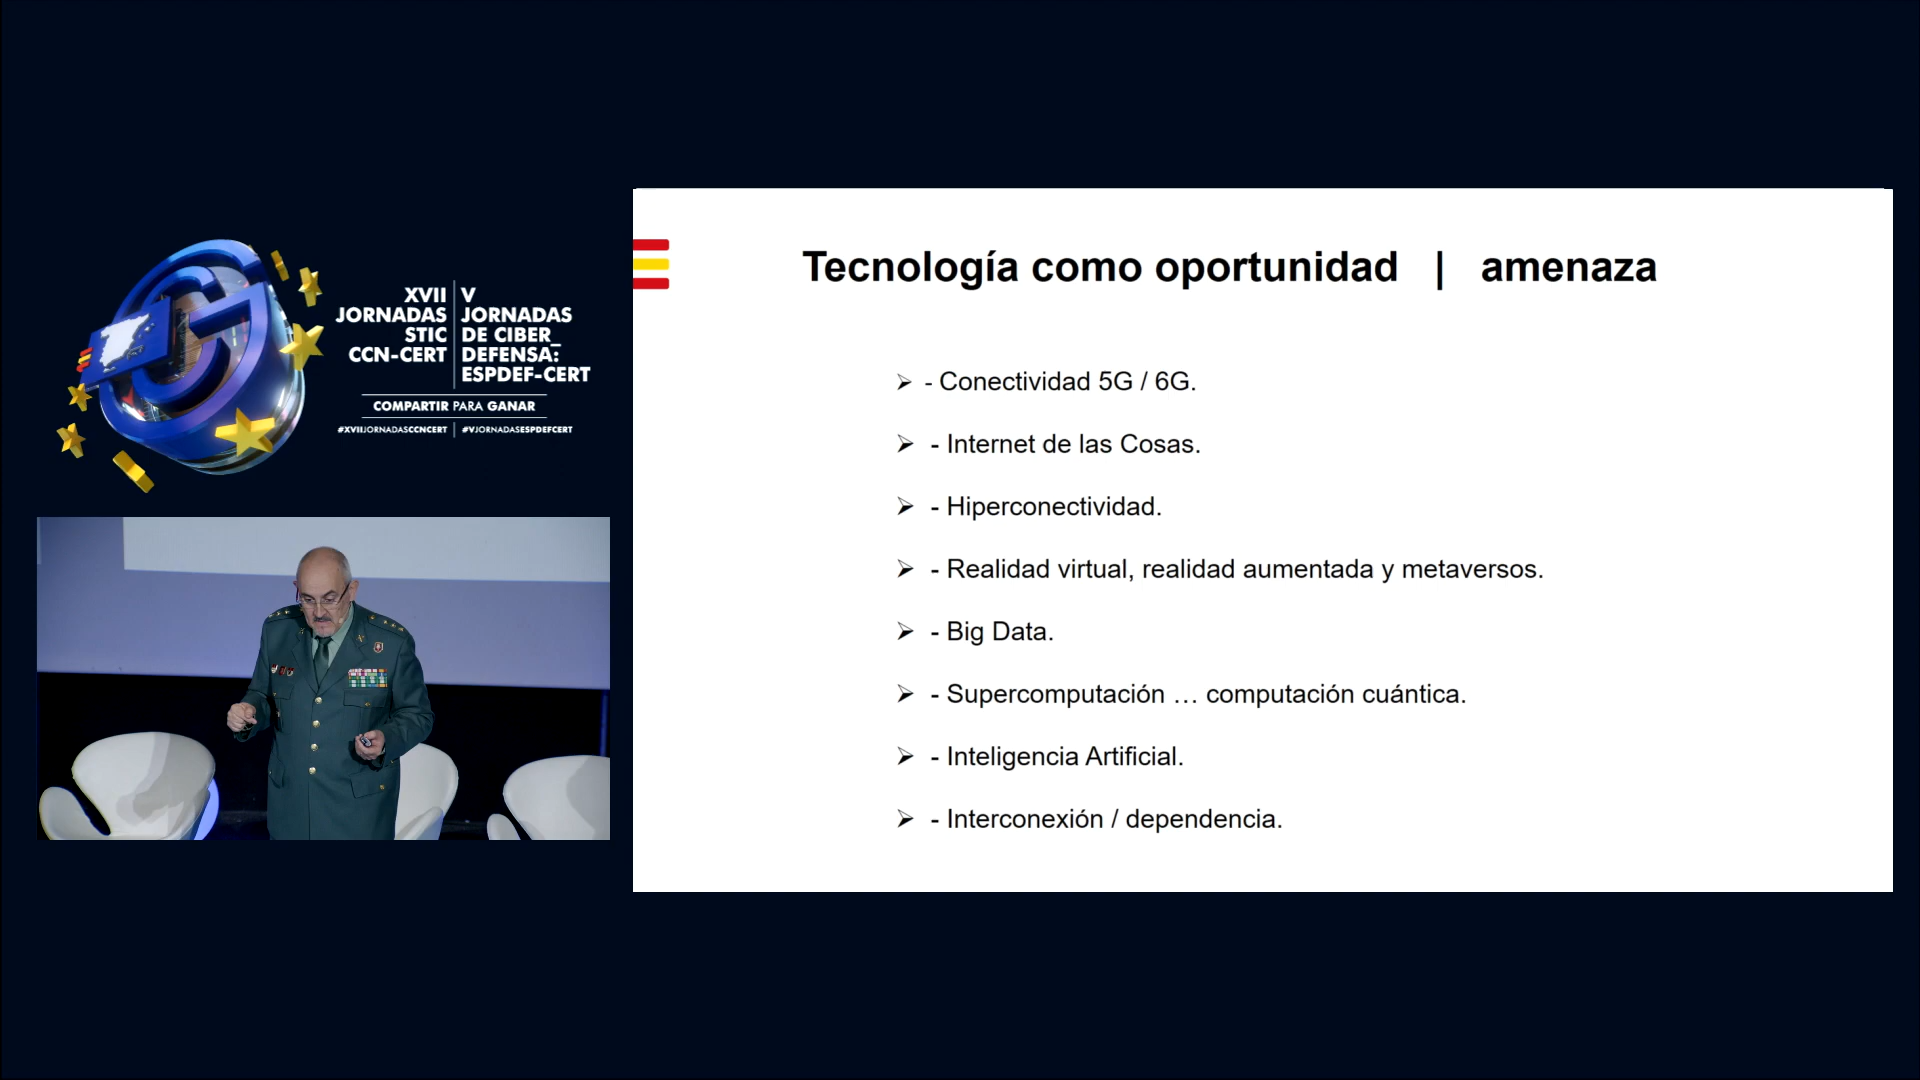 XVII
JORNADAS
STIC
CCN-CERT
V
JORNADAS
DE CIBER_
DEFENSA:
ESPDEF-CERT
COMPARTIR PARA GANAR
#XVIIJORNADASCCNCERT | #VJORNADASESPDEFCERT
Tecnología como oportunidad | amenaza
➢ - Conectividad 5G / 6G.
➢ - Internet de las Cosas.
➢ - Hiperconectividad.
➢ - Realidad virtual, realidad aumentada y metaversos.
➢ - Big Data.
➢ - Supercomputación … computación cuántica.
➢ - Inteligencia Artificial.
➢ - Interconexión / dependencia.